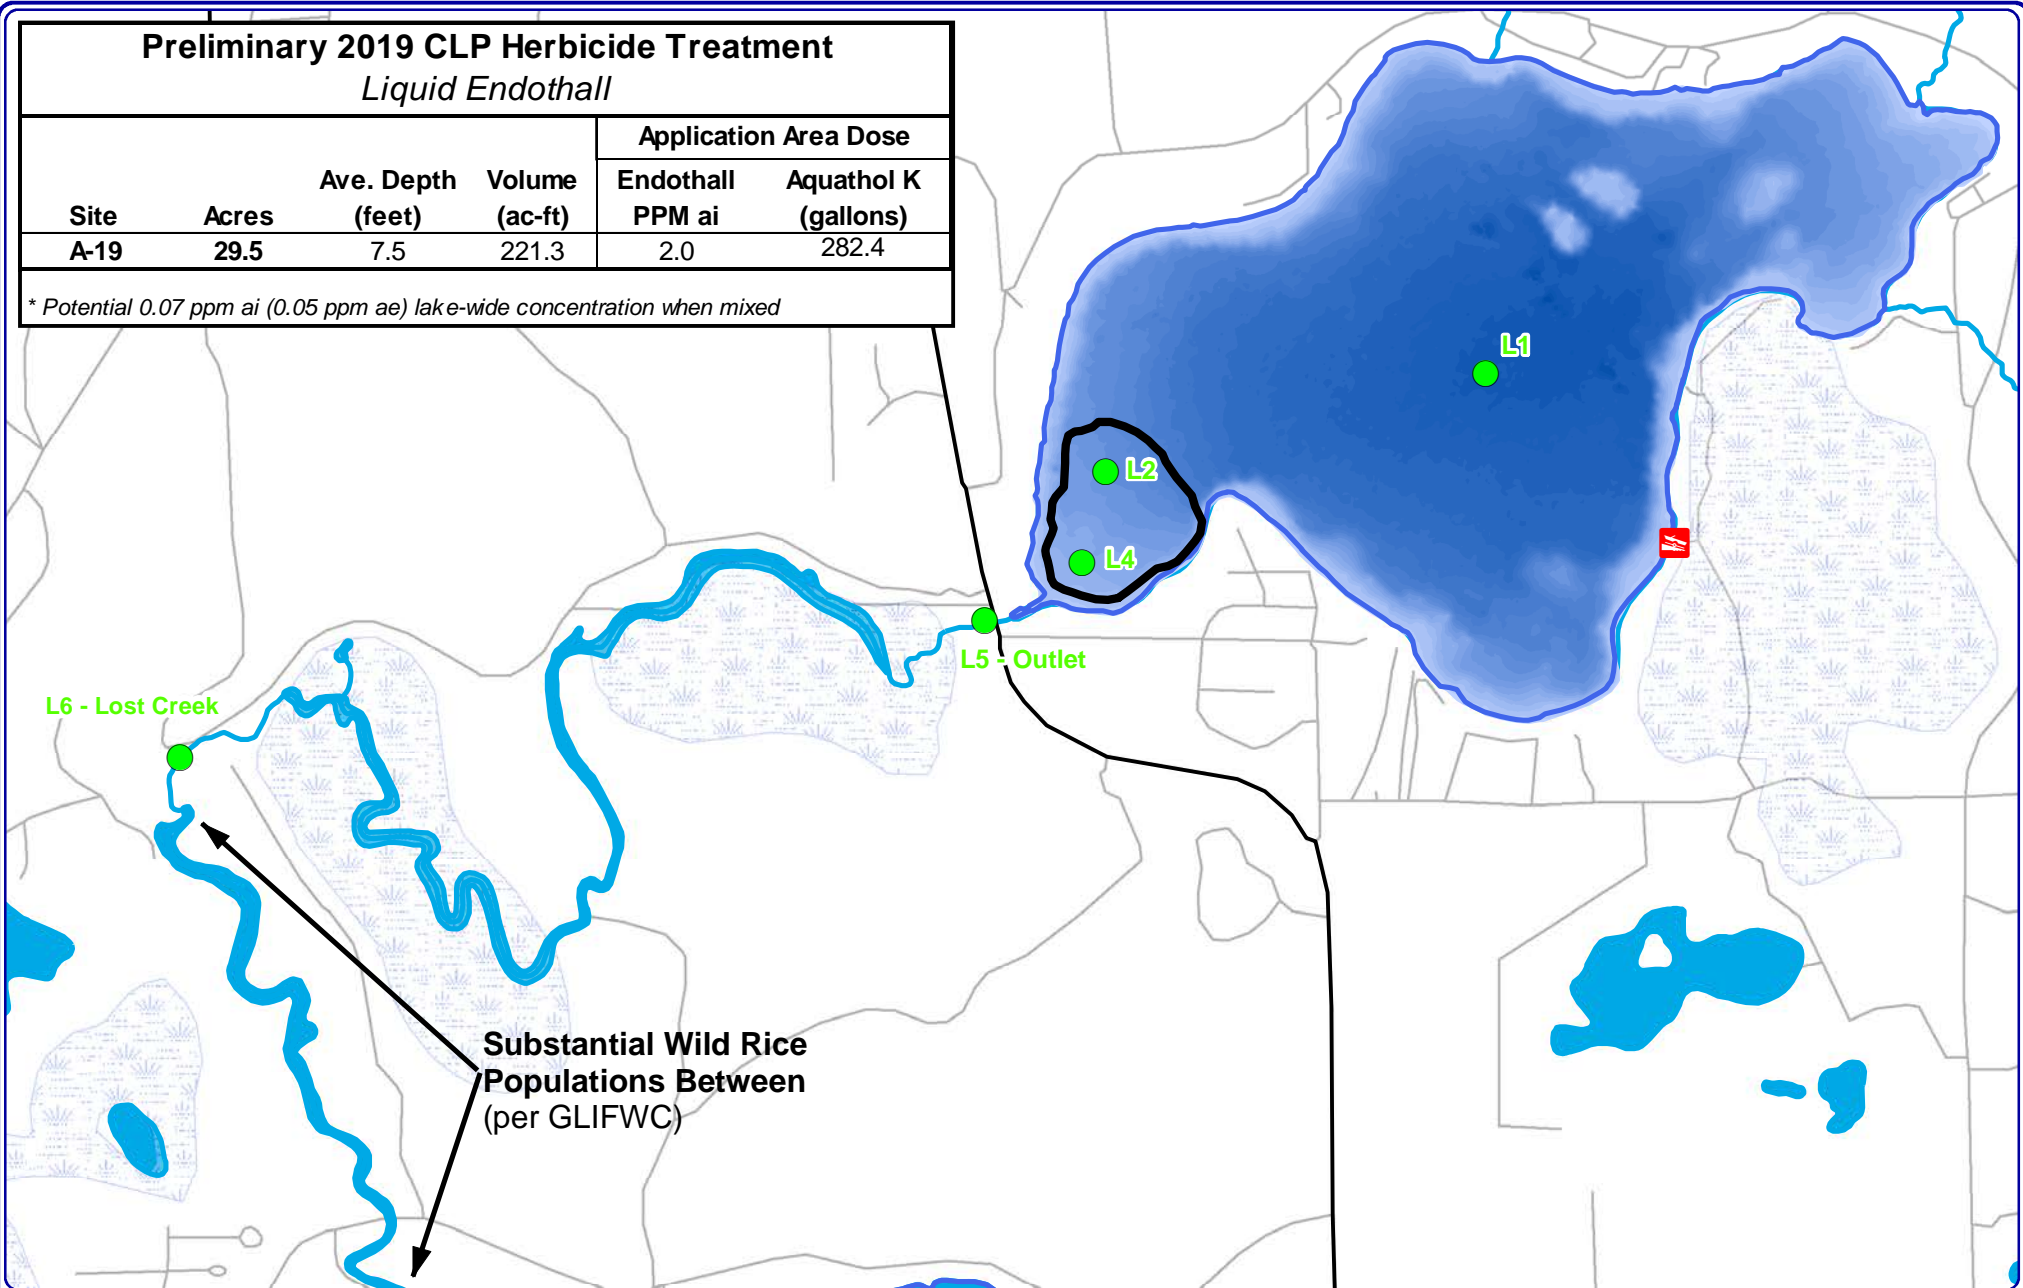 Preliminary 2019 CLP Herbicide Treatment
Liquid Endothall
Application Area Dose
Ave. Depth Volume Endothall Aquathol K
Site Acres (feet) (ac-ft) PPM ai (gallons)
A-19 29.5 7.5 221.3 2.0 282.4
* Potential 0.07 ppm ai (0.05 ppm ae) lake-wide concentration when mixed
L1
L2
L4
L5 - Outlet
L6 - Lost Creek
Substantial Wild Rice
Populations Between
(per GLIFWC)